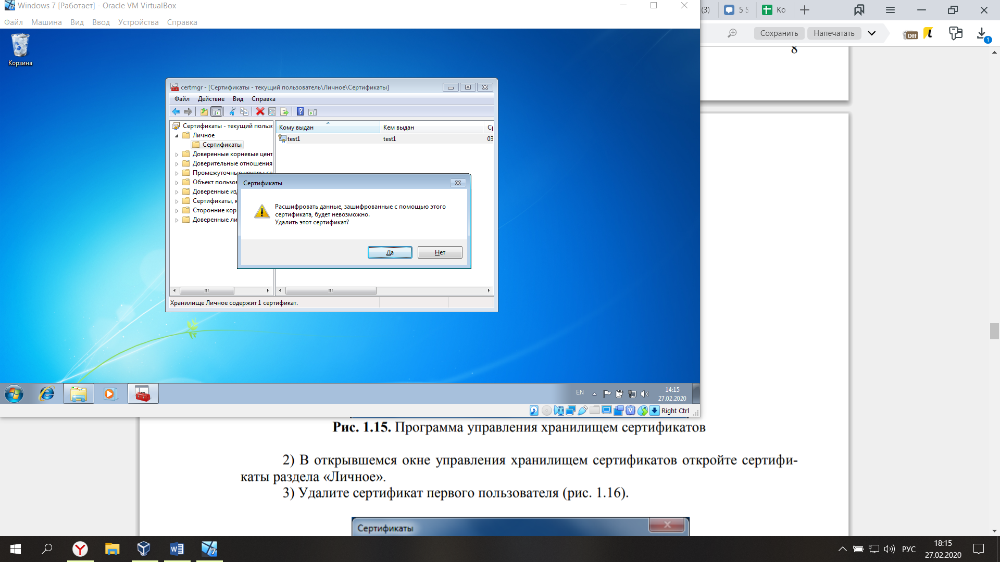 Windows 7 [Работает] - Oracle VM VirtualBox
Файл Машина Вид Ввод Устройства Справка
(3)
5 S
Ко
Сохранить
Напечатать
Off
1
8
Корзина
certmgr - [Сертификаты - текущий пользователь\Личное\Сертификаты]
Файл Действие Вид Справка
Сертификаты - текущий пользо
Личное
Сертификаты
Доверенные корневые цент
Доверительные отношения
Промежуточные центры се
Объект пользов
Доверенные из
Сертификаты, к
Сторонние кор
Доверенные ли
Кому выдан Кем выдан Ср
test1 test1 03
Сертификаты
Расшифровать данные, зашифрованные с помощью этого
сертификата, будет невозможно.
Удалить этот сертификат?
Да Нет
Хранилище Личное содержит 1 сертификат.
EN
14:15
27.02.2020
Right Ctrl
Рис. 1.15. Программа управления хранилищем сертификатов
2) В открывшемся окне управления хранилищем сертификатов откройте сертифи-
каты раздела «Личное».
3) Удалите сертификат первого пользователя (рис. 1.16).
Сертификаты
РУС
18:15
27.02.2020